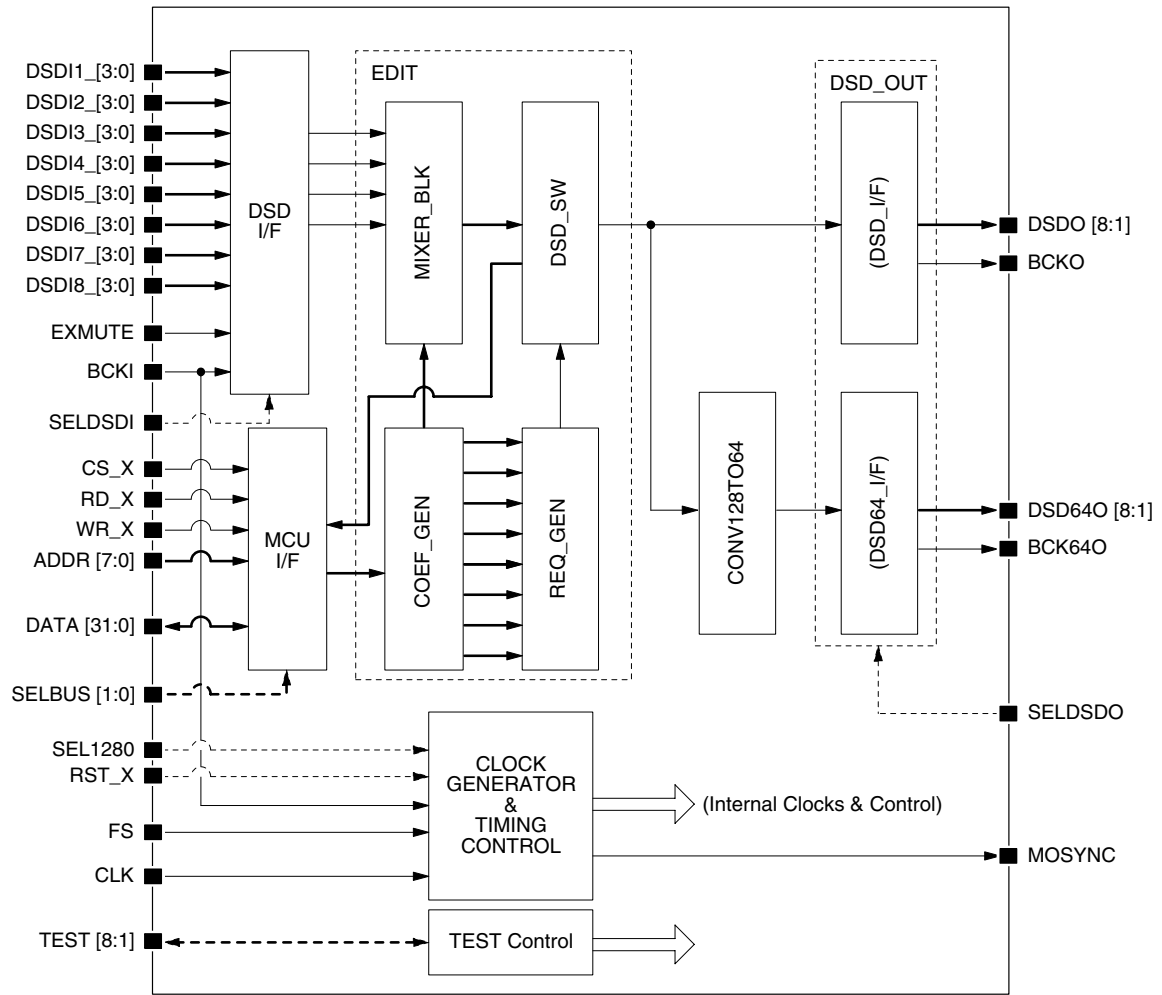 DSDI1_[3:0]
DSDI2_[3:0]
DSDI3_[3:0]
DSDI4_[3:0]
DSDI5_[3:0]
DSDI6_[3:0]
DSDI7_[3:0]
DSDI8_[3:0]
EXMUTE
BCKI
SELDSDI
CS_X
RD_X
WR_X
ADDR [7:0]
DATA [31:0]
SELBUS [1:0]
SEL1280
RST_X
FS
CLK
TEST [8:1]
DSD
I/F
MCU
I/F
EDIT
MIXER_BLK
DSD_SW
COEF_GEN
REQ_GEN
CONV128TO64
DSD_OUT
(DSD_I/F)
(DSD64_I/F)
CLOCK
GENERATOR
&
TIMING
CONTROL
(Internal Clocks & Control)
TEST Control
DSDO [8:1]
BCKO
DSD64O [8:1]
BCK64O
SELDSDO
MOSYNC